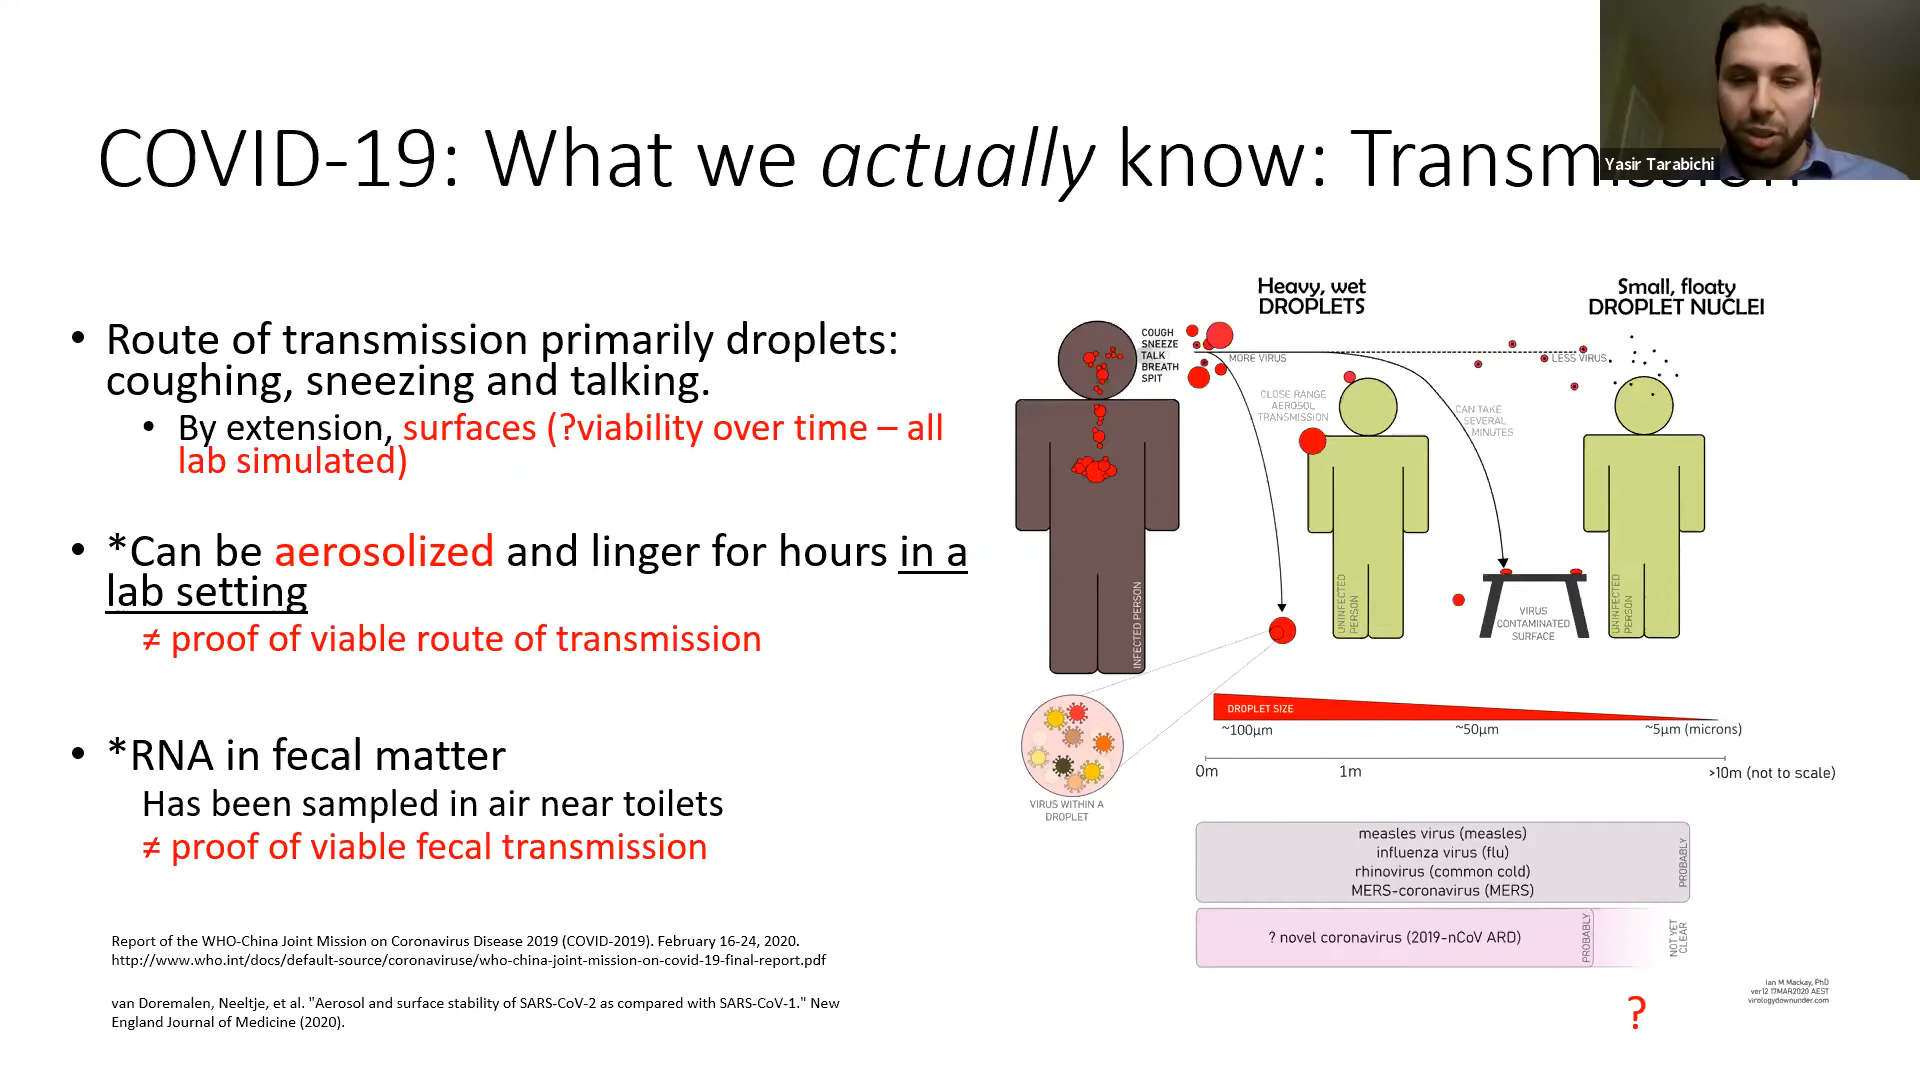 Yasir Tarabichi
COVID-19: What we actually know: Transmission
• Route of transmission primarily droplets:
coughing, sneezing and talking.
• By extension, surfaces (?viability over time – all
lab simulated)
• *Can be aerosolized and linger for hours in a
lab setting
≠ proof of viable route of transmission
• *RNA in fecal matter
Has been sampled in air near toilets
≠ proof of viable fecal transmission
Report of the WHO-China Joint Mission on Coronavirus Disease 2019 (COVID-2019). February 16-24, 2020.
http://www.who.int/docs/default-source/coronaviruse/who-china-joint-mission-on-covid-19-final-report.pdf
van Doremalen, Neeltje, et al. "Aerosol and surface stability of SARS-CoV-2 as compared with SARS-CoV-1." New
England Journal of Medicine (2020).
Heavy, wet
DROPLETS
Small, floaty
DROPLET NUCLEI
COUGH
SNEEZE
TALK
BREATH
SPIT
MORE VIRUS
LESS VIRUS
CLOSE RANGE
AEROSOL
TRANSMISSION
CAN TAKE
SEVERAL
MINUTES
INFECTED PERSON
UNINFECTED
PERSON
VIRUS
CONTAMINATED
SURFACE
UNINFECTED
PERSON
VIRUS WITHIN A
DROPLET
DROPLET SIZE
~100µm
~50µm
~5µm (microns)
0m
1m
>10m (not to scale)
measles virus (measles)
influenza virus (flu)
rhinovirus (common cold)
MERS-coronavirus (MERS)
PROBABLY
? novel coronavirus (2019-nCoV ARD)
PROBABLY
NOT YET
CLEAR
Ian M Mackay, PhD
ver12 17MAR2020 AEST
virologydownunder.com
?